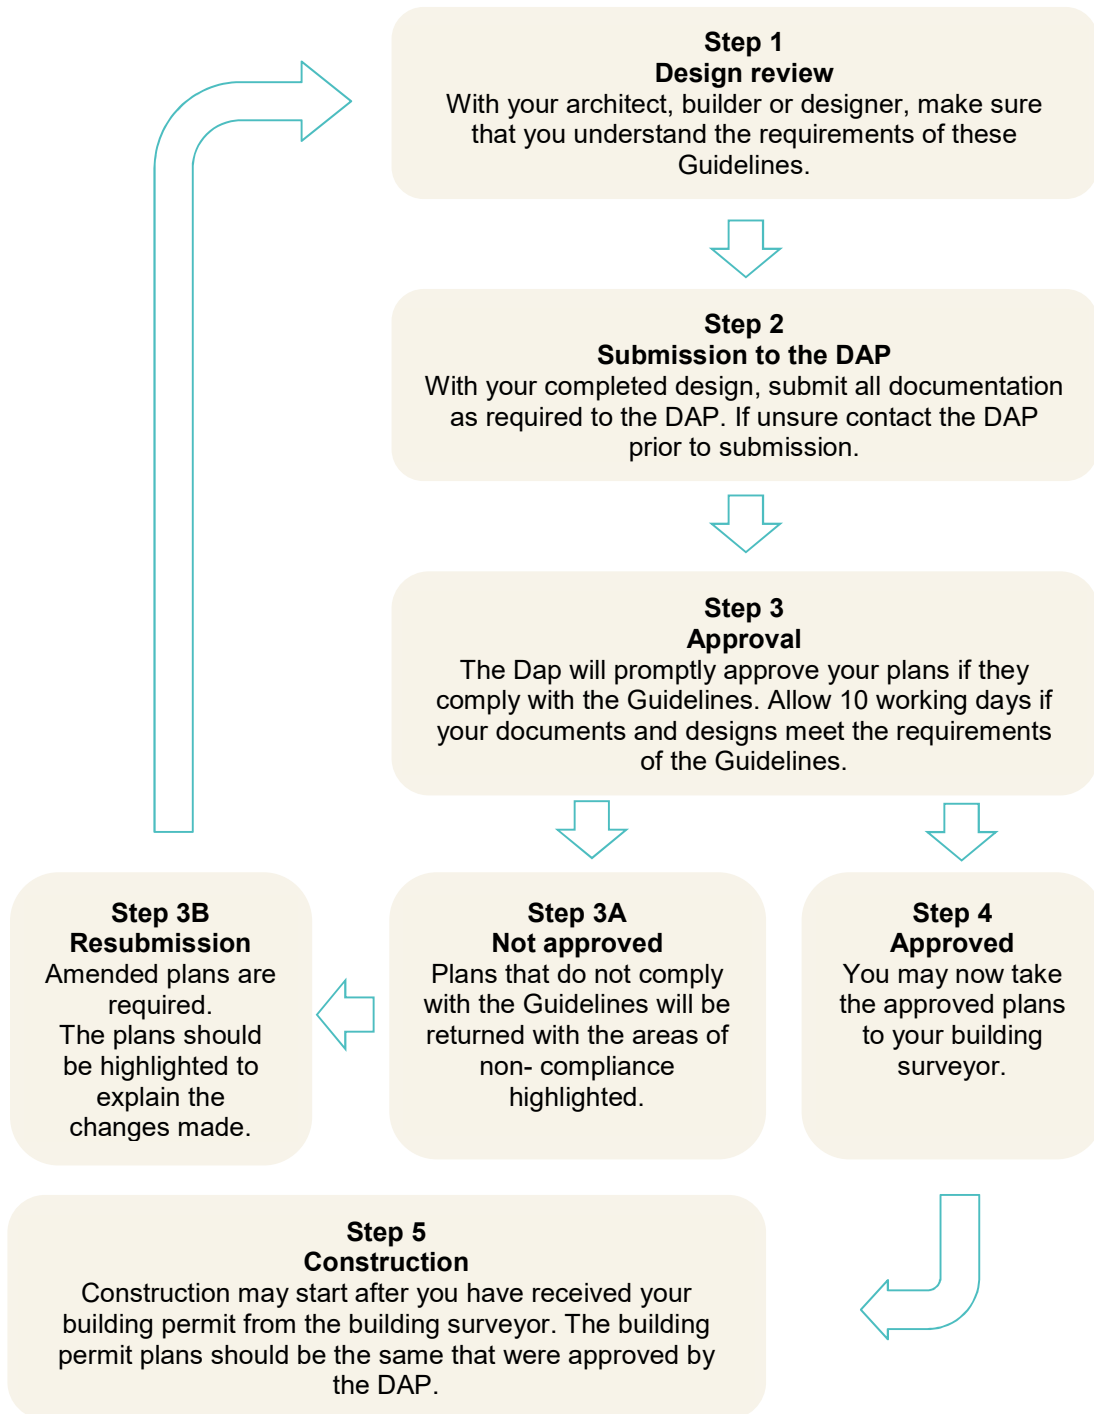 Step 1
Design review
With your architect, builder or designer, make sure
that you understand the requirements of these
Guidelines.
Step 2
Submission to the DAP
With your completed design, submit all documentation
as required to the DAP. If unsure contact the DAP
prior to submission.
Step 3
Approval
The Dap will promptly approve your plans if they
comply with the Guidelines. Allow 10 working days if
your documents and designs meet the requirements
of the Guidelines.
Step 3B
Resubmission
Amended plans are
required.
The plans should
be highlighted to
explain the
changes made.
Step 3A
Not approved
Plans that do not comply
with the Guidelines will be
returned with the areas of
non- compliance
highlighted.
Step 4
Approved
You may now take
the approved plans
to your building
surveyor.
Step 5
Construction
Construction may start after you have received your
building permit from the building surveyor. The building
permit plans should be the same that were approved by
the DAP.